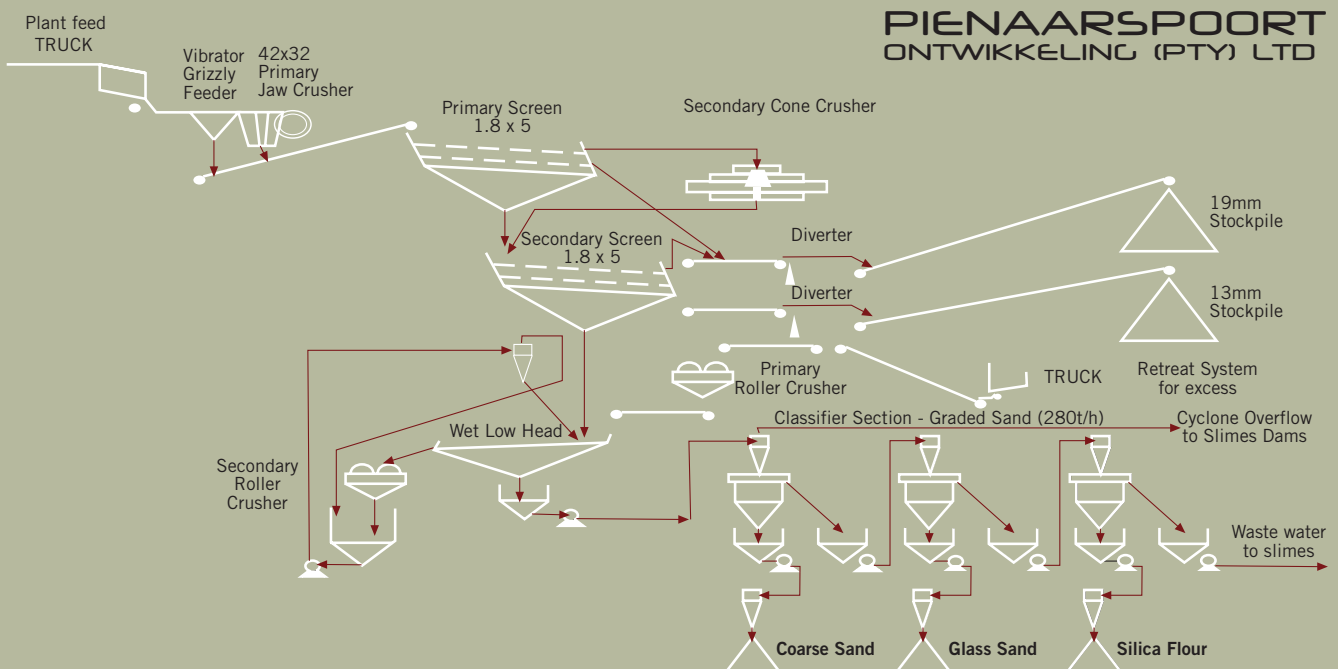 PIENAARSPOORT
ONTWIKKELING (PTY) LTD
Plant feed
TRUCK
Vibrator
Grizzly
Feeder
42x32
Primary
Jaw Crusher
Primary Screen
1.8 x 5
Secondary Cone Crusher
Secondary Screen
1.8 x 5
Diverter
19mm
Stockpile
Diverter
13mm
Stockpile
Primary
Roller Crusher
TRUCK
Retreat System
for excess
Classifier Section - Graded Sand (280t/h)
Cyclone Overflow
to Slimes Dams
Wet Low Head
Secondary
Roller
Crusher
Waste water
to slimes
Coarse Sand
Glass Sand
Silica Flour